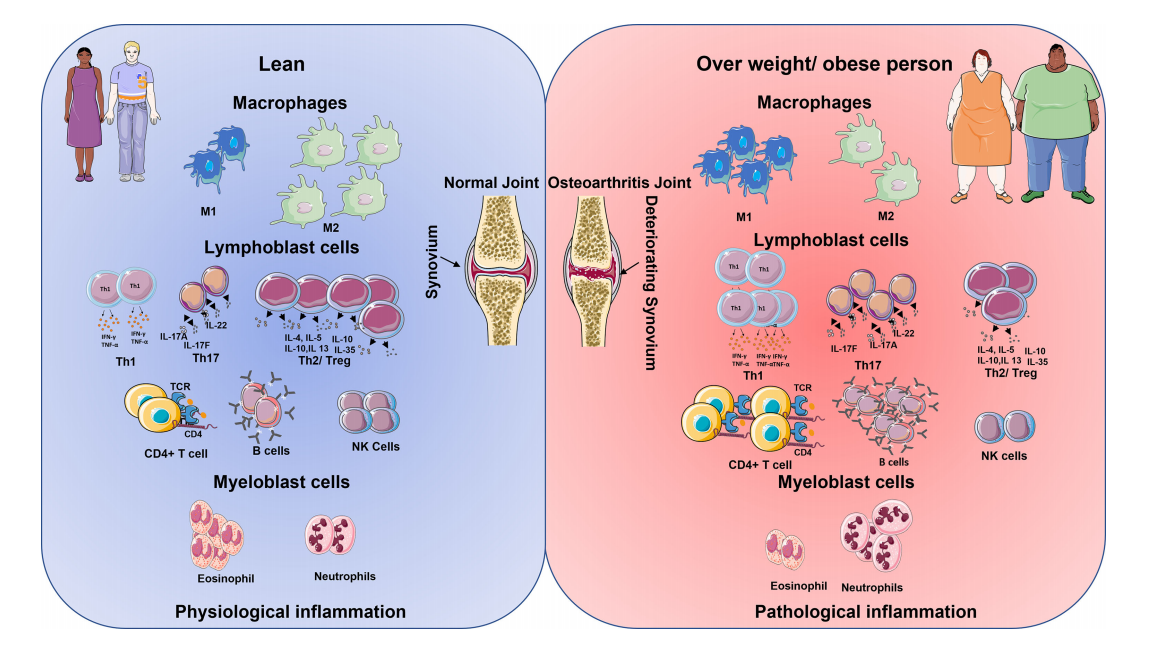 Lean
Macrophages
M1
M2
Lymphoblast cells
Th1
Th1
IFN-γ
TNF-α
IFN-γ
TNF-α
Th1
IL-17A
IL-17F
IL-22
Th17
IL-4, IL-5
IL-10,IL 13
IL-10
IL-35
Th2/ Treg
TCR
CD4
CD4+ T cell
B cells
NK Cells
Myeloblast cells
Eosinophil
Neutrophils
Physiological inflammation
Normal Joint
Synovium
Osteoarthritis Joint
Deteriorating Synovium
Over weight/ obese person
Macrophages
M1
M2
Lymphoblast cells
Th1
Th1
Th1
Th1
IFN-γ
TNF-α
IFN-γ
TNF-α
IFN-γ
TNF-α
Th1
IL-17F
IL-17A
IL-22
Th17
IL-4, IL-5
IL-10,IL 13
IL-10
IL-35
Th2/ Treg
TCR
CD4
CD4+ T cell
B cells
NK cells
Myeloblast cells
Eosinophil
Neutrophils
Pathological inflammation